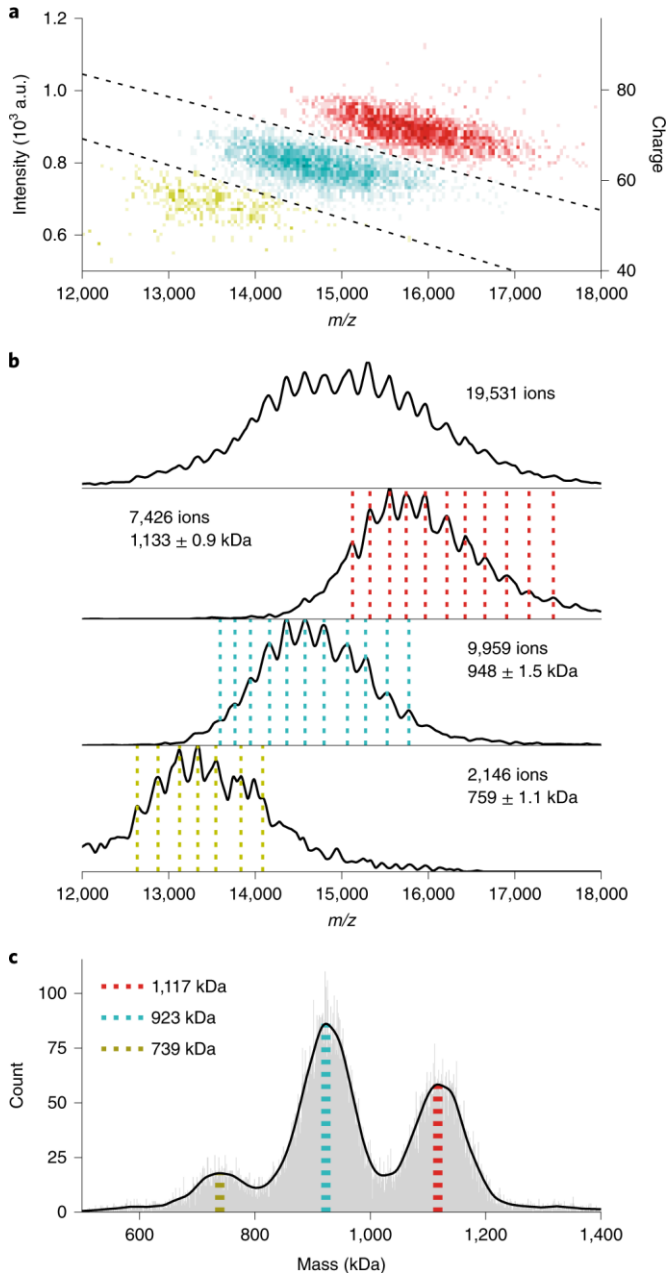 a
Intensity (10³ a.u.)
1.2
1.0
0.8
0.6
Charge
80
60
40
12,000 13,000 14,000 15,000 16,000 17,000 18,000
m/z
b
19,531 ions
7,426 ions
1,133 ± 0.9 kDa
9,959 ions
948 ± 1.5 kDa
2,146 ions
759 ± 1.1 kDa
12,000 13,000 14,000 15,000 16,000 17,000 18,000
m/z
c
Count
100
75
50
25
0
1,117 kDa
923 kDa
739 kDa
600 800 1,000 1,200 1,400
Mass (kDa)